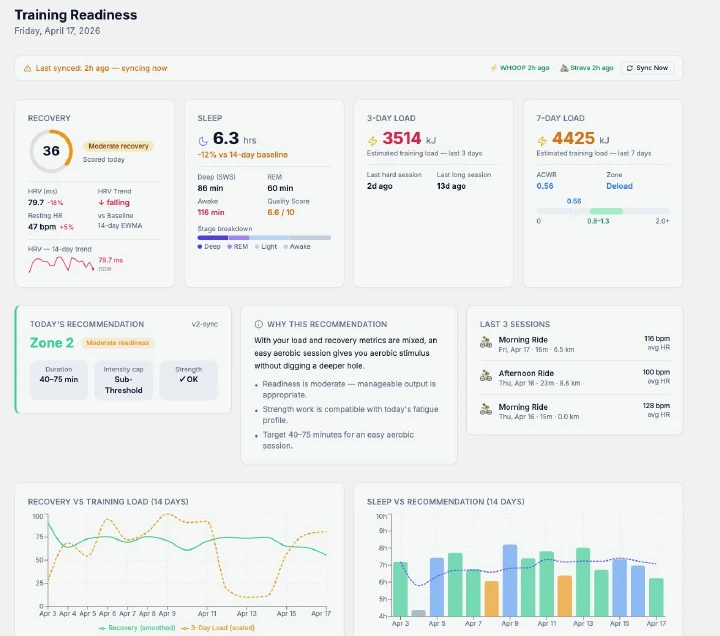 Training Readiness
Friday, April 17, 2026
Last synced: 2h ago — syncing now
WHOOP 2h ago
Strava 2h ago
Sync Now
RECOVERY
36
Moderate recovery
Scored today
HRV (ms)
79.7 -18%
HRV Trend
↓ falling
Resting HR
47 bpm +5%
vs Baseline
14-day EWMA
HRV — 14-day trend
79.7 ms
now
SLEEP
6.3 hrs
-12% vs 14-day baseline
Deep (SWS)
86 min
REM
60 min
Awake
116 min
Quality Score
6.6 / 10
Stage breakdown
Deep REM Light Awake
3-DAY LOAD
3514 kJ
Estimated training load — last 3 days
Last hard session
2d ago
Last long session
13d ago
7-DAY LOAD
4425 kJ
Estimated training load — last 7 days
ACWR
0.56
Zone
Deload
0.56
0 0.8–1.3 2.0+
TODAY'S RECOMMENDATION
v2-sync
Zone 2
Moderate readiness
Duration
40–75 min
Intensity cap
Sub-
Threshold
Strength
✓ OK
WHY THIS RECOMMENDATION
With your load and recovery metrics are mixed, an
easy aerobic session gives you aerobic stimulus
without digging a deeper hole.
• Readiness is moderate — manageable output is
appropriate.
• Strength work is compatible with today's fatigue
profile.
• Target 40–75 minutes for an easy aerobic
session.
LAST 3 SESSIONS
Morning Ride
Fri, Apr 17 · 16m · 6.5 km
116 bpm
avg HR
Afternoon Ride
Thu, Apr 16 · 23m · 8.6 km
100 bpm
avg HR
Morning Ride
Thu, Apr 16 · 15m · 0.0 km
128 bpm
avg HR
RECOVERY VS TRAINING LOAD (14 DAYS)
100
75
50
25
0
Apr 3 Apr 4 Apr 5 Apr 6 Apr 7 Apr 8 Apr 9 Apr 11 Apr 13 Apr 15 Apr 17
Recovery (smoothed) 3-Day Load (scaled)
SLEEP VS RECOMMENDATION (14 DAYS)
10h
9h
8h
7h
6h
5h
4h
Apr 3 Apr 5 Apr 7 Apr 9 Apr 11 Apr 13 Apr 15 Apr 17